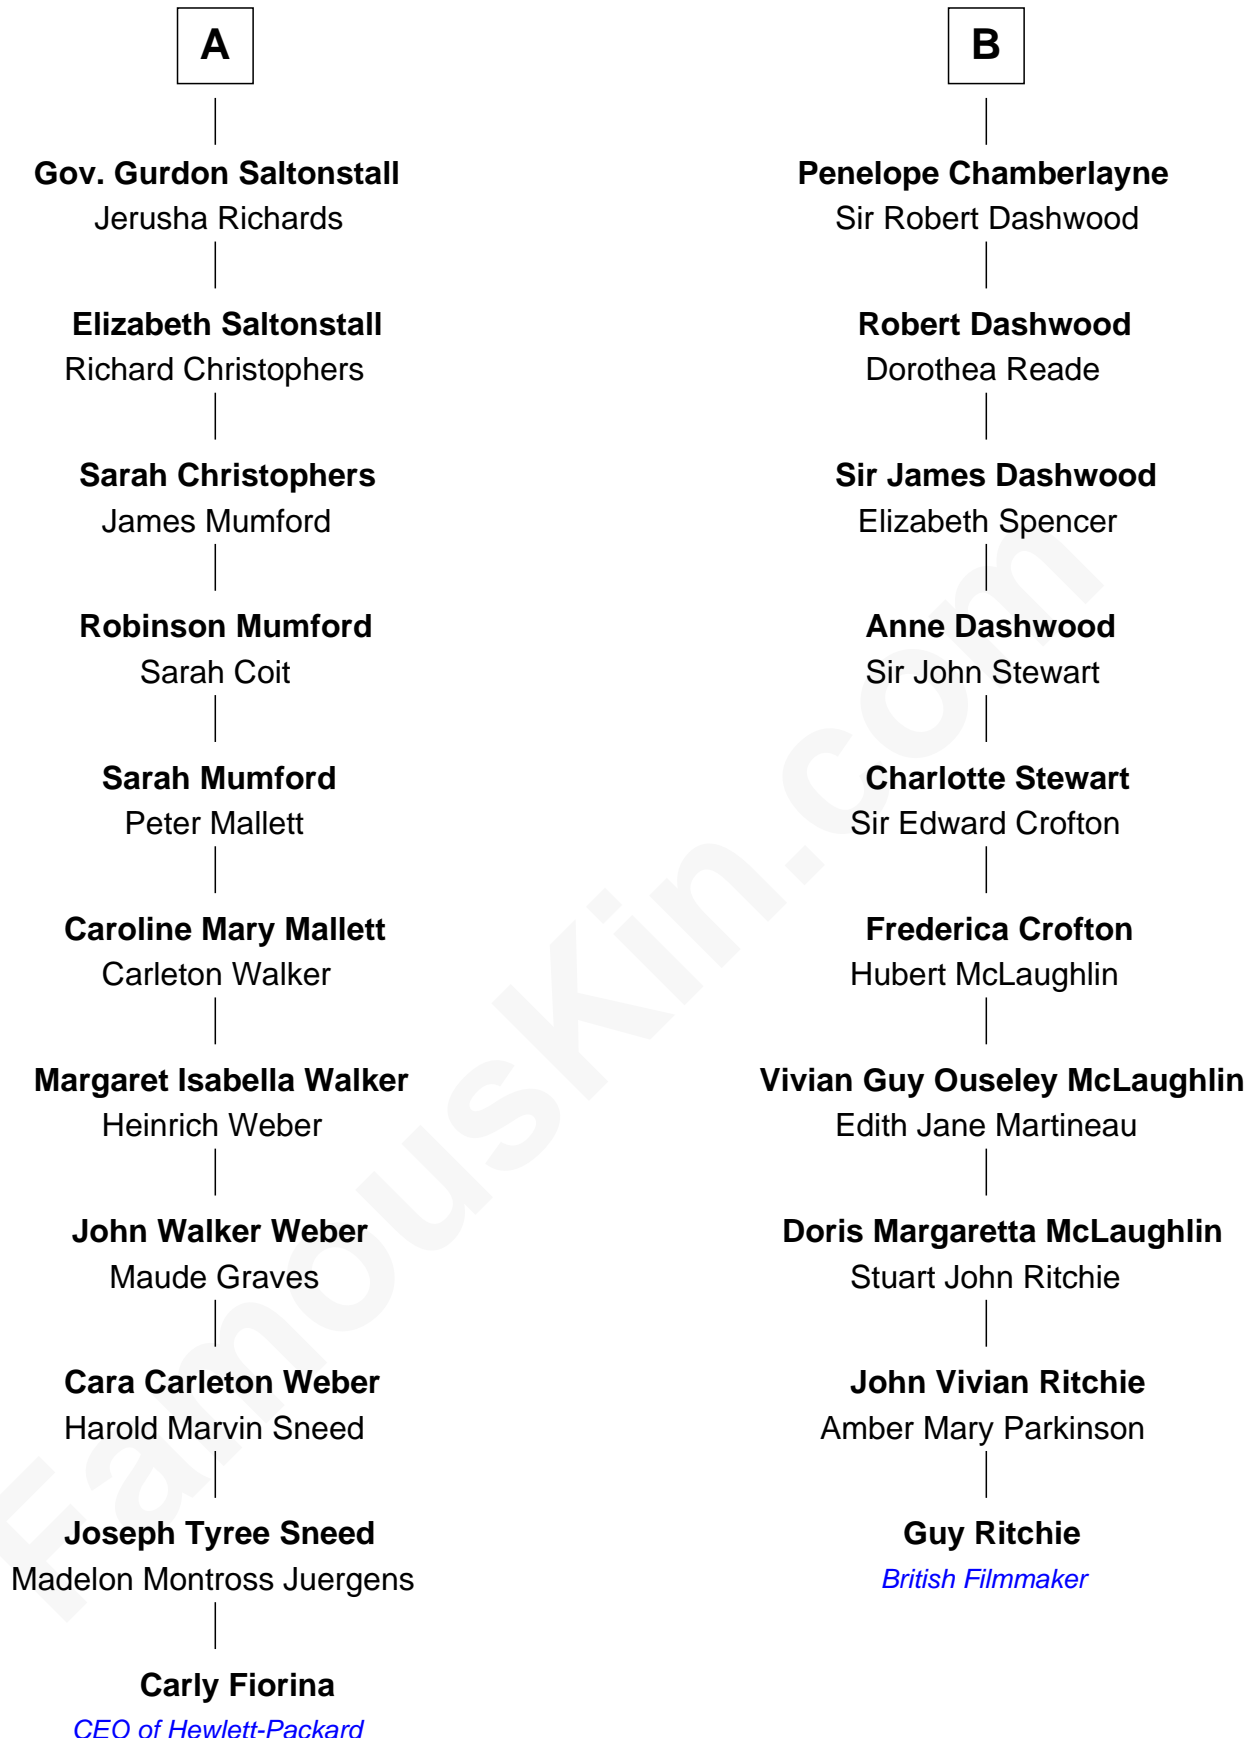 A
Gov. Gurdon Saltonstall
Jerusha Richards
Elizabeth Saltonstall
Richard Christophers
Sarah Christophers
James Mumford
Robinson Mumford
Sarah Coit
Sarah Mumford
Peter Mallett
Caroline Mary Mallett
Carleton Walker
Margaret Isabella Walker
Heinrich Weber
John Walker Weber
Maude Graves
Cara Carleton Weber
Harold Marvin Sneed
Joseph Tyree Sneed
Madelon Montross Juergens
Carly Fiorina
CEO of Hewlett-Packard
B
Penelope Chamberlayne
Sir Robert Dashwood
Robert Dashwood
Dorothea Reade
Sir James Dashwood
Elizabeth Spencer
Anne Dashwood
Sir John Stewart
Charlotte Stewart
Sir Edward Crofton
Frederica Crofton
Hubert McLaughlin
Vivian Guy Ouseley McLaughlin
Edith Jane Martineau
Doris Margaretta McLaughlin
Stuart John Ritchie
John Vivian Ritchie
Amber Mary Parkinson
Guy Ritchie
British Filmmaker
FamousKin.com